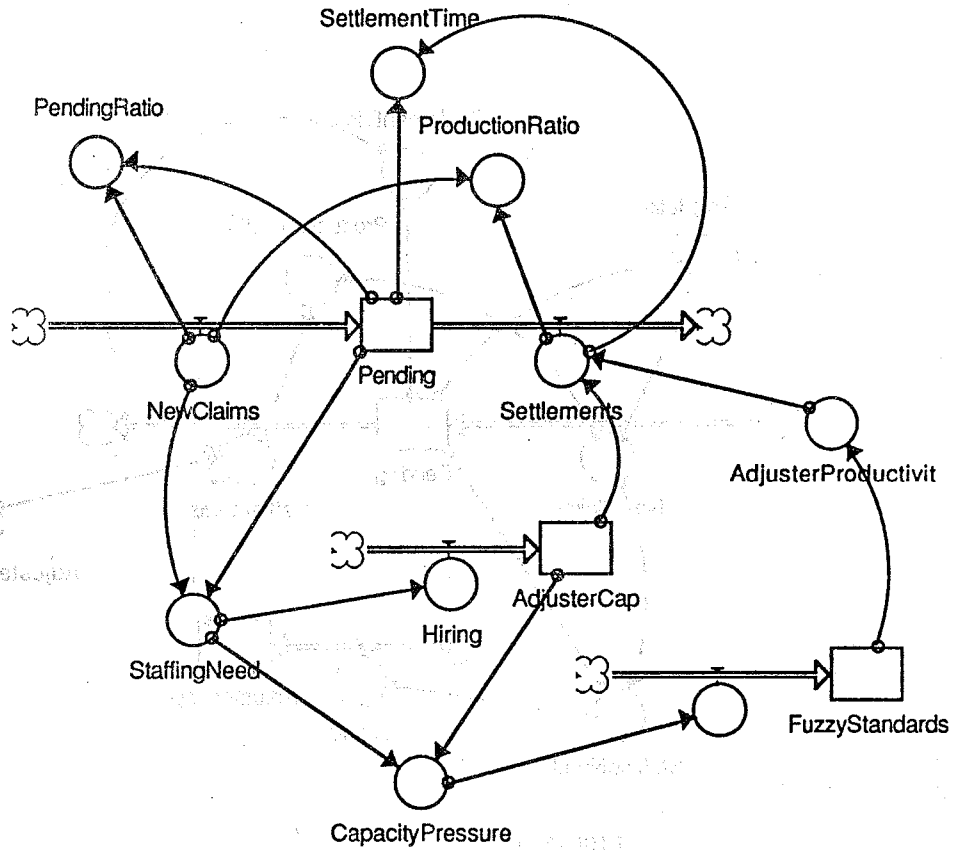 SettlementTime
PendingRatio
ProductionRatio
Pending
NewClaims
Settlements
AdjusterProductivit
AdjusterCap
Hiring
StaffingNeed
FuzzyStandards
CapacityPressure